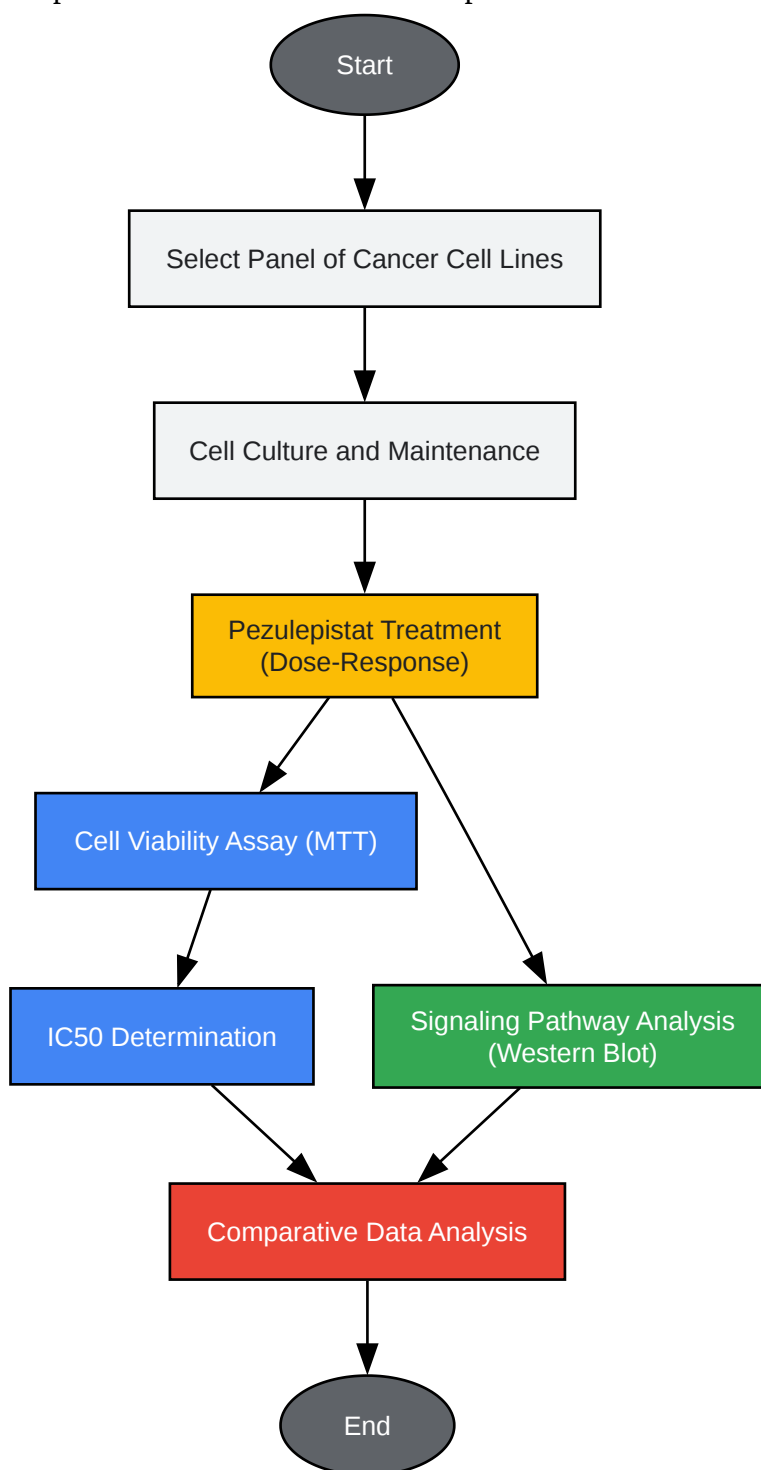 Start
Select Panel of Cancer Cell Lines
Cell Culture and Maintenance
Pezulepistat Treatment
(Dose-Response)
Cell Viability Assay (MTT)
IC50 Determination
Signaling Pathway Analysis
(Western Blot)
Comparative Data Analysis
End